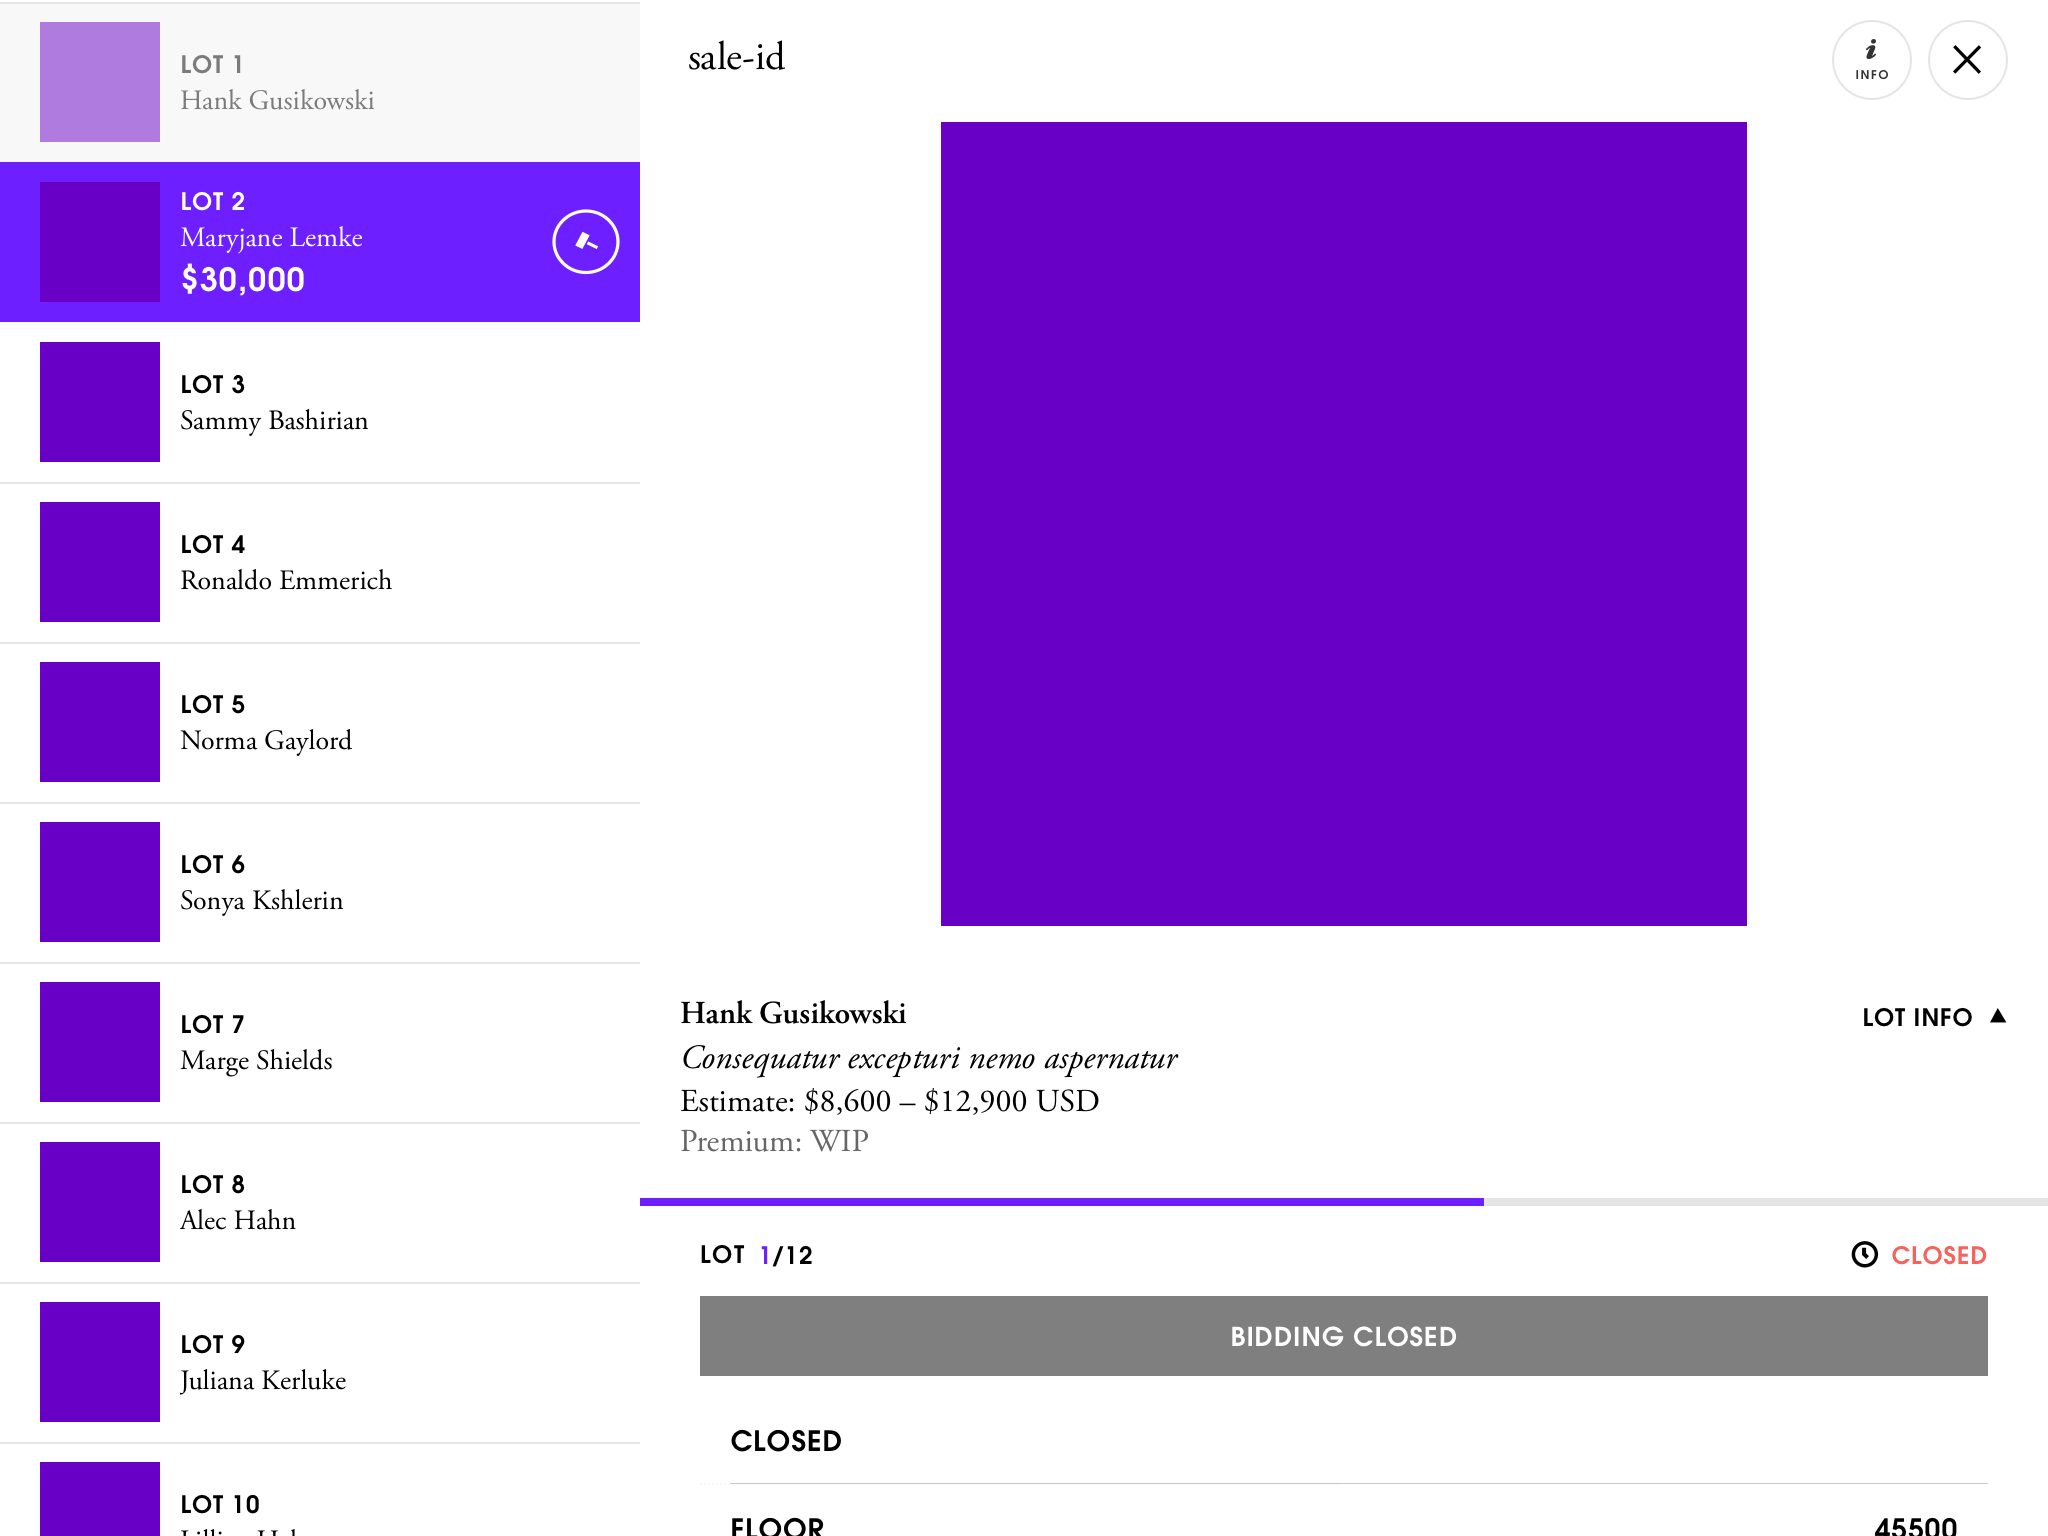 LOT 1
Hank Gusikowski
LOT 2
Maryjane Lemke
$30,000
LOT 3
Sammy Bashirian
LOT 4
Ronaldo Emmerich
LOT 5
Norma Gaylord
LOT 6
Sonya Kshlerin
LOT 7
Marge Shields
LOT 8
Alec Hahn
LOT 9
Juliana Kerluke
LOT 10
sale-id
i
INFO
Hank Gusikowski
LOT INFO ▲
Consequatur excepturi nemo aspernatur
Estimate: $8,600 – $12,900 USD
Premium: WIP
LOT 1/12
CLOSED
BIDDING CLOSED
CLOSED
FLOOR 45500